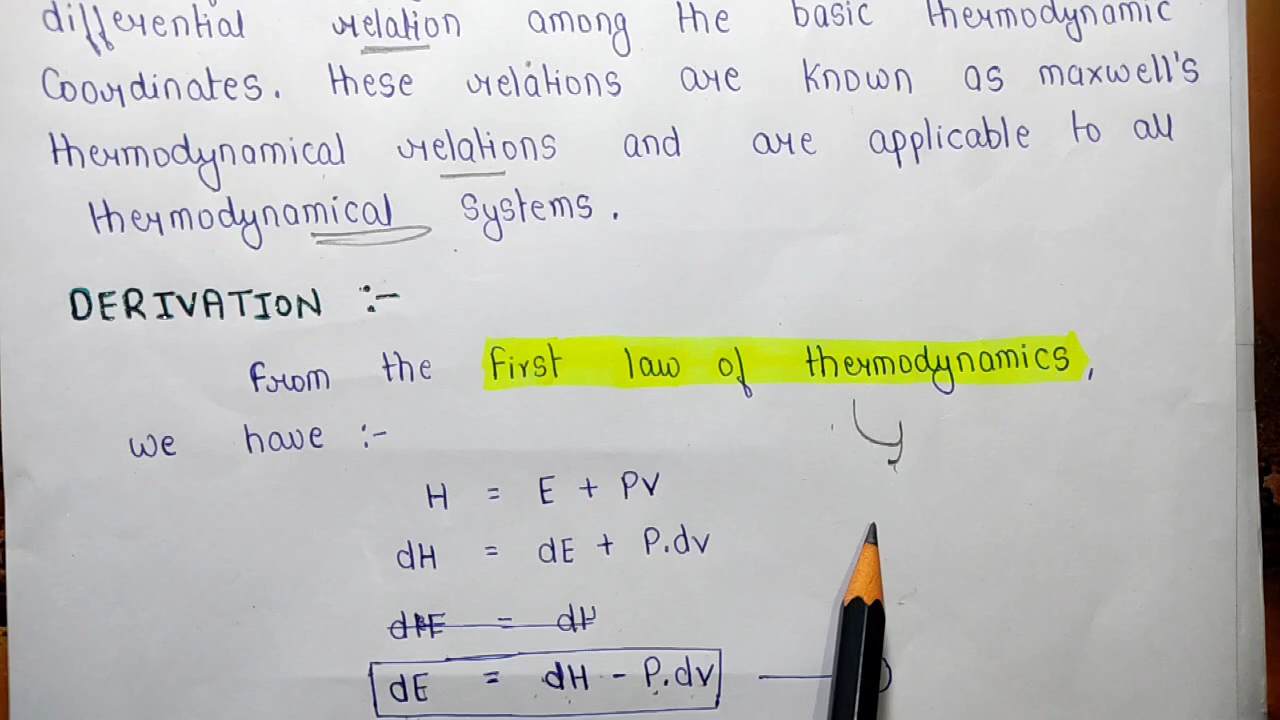 differential relation among the basic thermodynamic
Coordinates. these relations are known as maxwell's
thermodynamical relations and are applicable to all
thermodynamical systems.
DERIVATION :-
from the first law of thermodynamics,
we have :-
H = E + PV
dH = dE + P.dv
dE = dH - P.dv